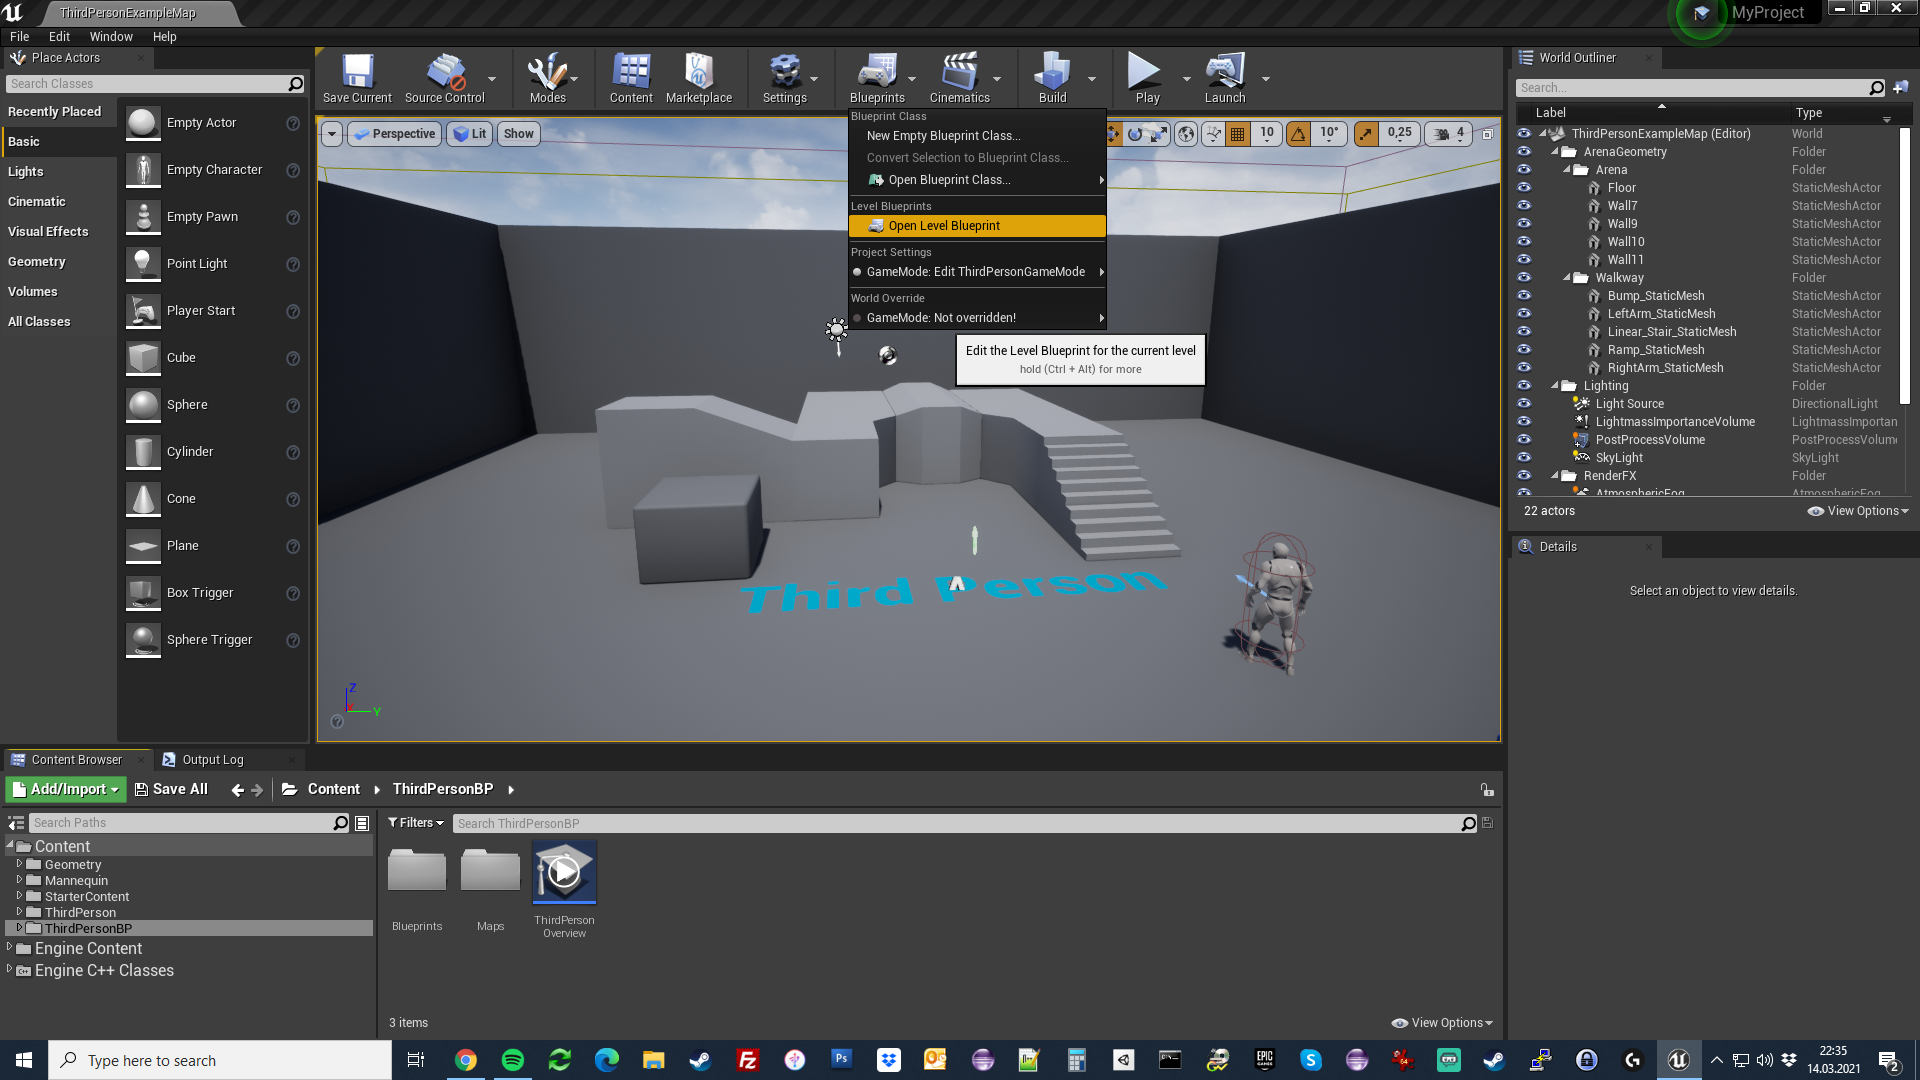 ThirdPersonExampleMap
MyProject
File Edit Window Help
Place Actors
Search Classes
Recently Placed
Basic
Lights
Cinematic
Visual Effects
Geometry
Volumes
All Classes
Empty Actor
Empty Character
Empty Pawn
Point Light
Player Start
Cube
Sphere
Cylinder
Cone
Plane
Box Trigger
Sphere Trigger
Save Current
Source Control
Modes
Content
Marketplace
Settings
Blueprints
Cinematics
Build
Play
Launch
Perspective
Lit
Show
10
10°
0,25
4
Blueprint Class
New Empty Blueprint Class...
Convert Selection to Blueprint Class...
Open Blueprint Class...
Level Blueprints
Open Level Blueprint
Project Settings
GameMode: Edit ThirdPersonGameMode
World Override
GameMode: Not overridden!
Edit the Level Blueprint for the current level
hold (Ctrl + Alt) for more
Third Person
Z
X
Y
World Outliner
Search...
Label Type
ThirdPersonExampleMap (Editor) World
ArenaGeometry Folder
Arena Folder
Floor StaticMeshActor
Wall7 StaticMeshActor
Wall9 StaticMeshActor
Wall10 StaticMeshActor
Wall11 StaticMeshActor
Walkway Folder
Bump_StaticMesh StaticMeshActor
LeftArm_StaticMesh StaticMeshActor
Linear_Stair_StaticMesh StaticMeshActor
Ramp_StaticMesh StaticMeshActor
RightArm_StaticMesh StaticMeshActor
Lighting Folder
Light Source DirectionalLight
LightmassImportanceVolume LightmassImportan
PostProcessVolume PostProcessVolume
SkyLight SkyLight
RenderFX Folder
AtmosphericFog AtmosphericFog
22 actors
View Options
Details
Select an object to view details.
Content Browser
Output Log
Add/Import
Save All
Content
ThirdPersonBP
Search Paths
Filters
Search ThirdPersonBP
Content
Geometry
Mannequin
StarterContent
ThirdPerson
ThirdPersonBP
Engine Content
Engine C++ Classes
Blueprints
Maps
ThirdPerson
Overview
3 items
View Options
Type here to search
Ps
EPIC
GAMES
64
22:35
14.03.2021
2